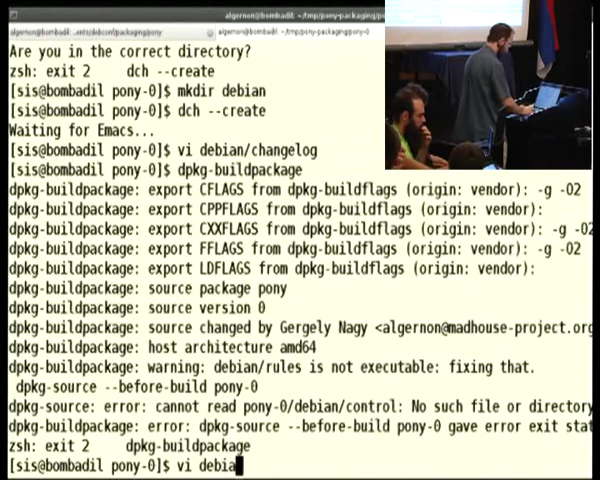 algernon@bombadil: ~/tmp/pony-packaging/po
algernon@bombadil: ...ents/debconf/packaging/pony
algernon@bombadil: ~/tmp/pony-packaging/pony-0
Are you in the correct directory?
zsh: exit 2 dch --create
[sis@bombadil pony-0]$ mkdir debian
[sis@bombadil pony-0]$ dch --create
Waiting for Emacs...
[sis@bombadil pony-0]$ vi debian/changelog
[sis@bombadil pony-0]$ dpkg-buildpackage
dpkg-buildpackage: export CFLAGS from dpkg-buildflags (origin: vendor): -g -O2
dpkg-buildpackage: export CPPFLAGS from dpkg-buildflags (origin: vendor):
dpkg-buildpackage: export CXXFLAGS from dpkg-buildflags (origin: vendor): -g -O2
dpkg-buildpackage: export FFLAGS from dpkg-buildflags (origin: vendor): -g -O2
dpkg-buildpackage: export LDFLAGS from dpkg-buildflags (origin: vendor):
dpkg-buildpackage: source package pony
dpkg-buildpackage: source version 0
dpkg-buildpackage: source changed by Gergely Nagy <algernon@madhouse-project.org
dpkg-buildpackage: host architecture amd64
dpkg-buildpackage: warning: debian/rules is not executable: fixing that.
dpkg-source --before-build pony-0
dpkg-source: error: cannot read pony-0/debian/control: No such file or directory
dpkg-buildpackage: error: dpkg-source --before-build pony-0 gave error exit stat
zsh: exit 2 dpkg-buildpackage
[sis@bombadil pony-0]$ vi debia